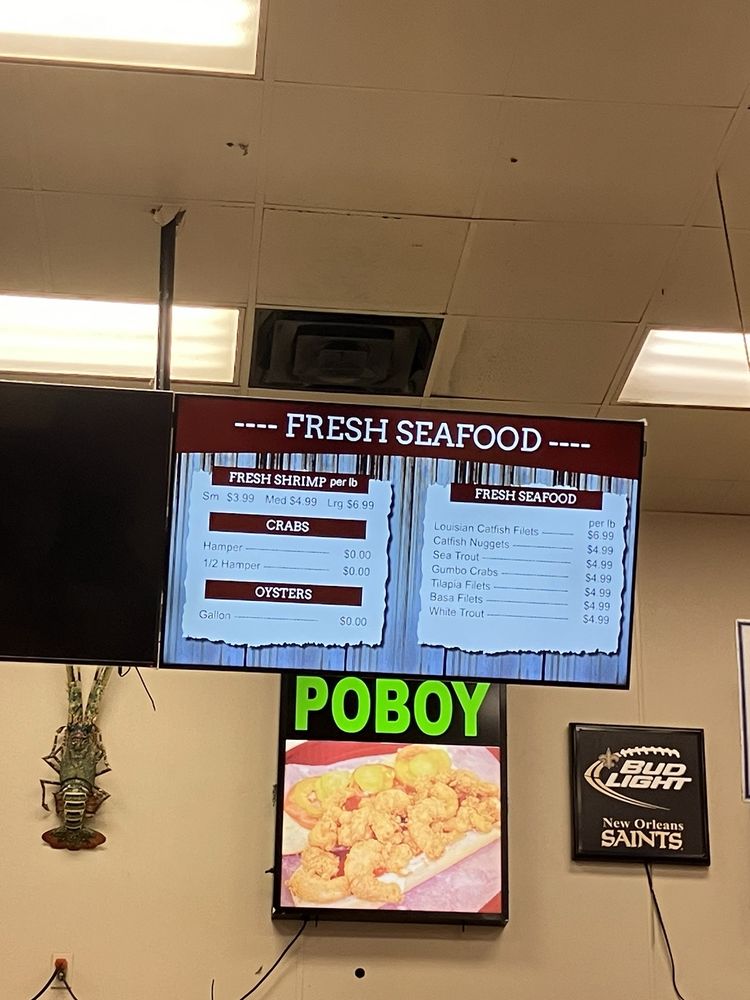 ---- FRESH SEAFOOD ----
FRESH SHRIMP per lb
Sm $3.99 Med $4.99 Lrg $6.99
CRABS
Hamper $0.00
1/2 Hamper $0.00
OYSTERS
Gallon $0.00
FRESH SEAFOOD
per lb
Louisian Catfish Filets $6.99
Catfish Nuggets $4.99
Sea Trout $4.99
Gumbo Crabs $4.99
Tilapia Filets $4.99
Basa Filets $4.99
White Trout $4.99
POBOY
BUD
LIGHT
New Orleans
SAINTS